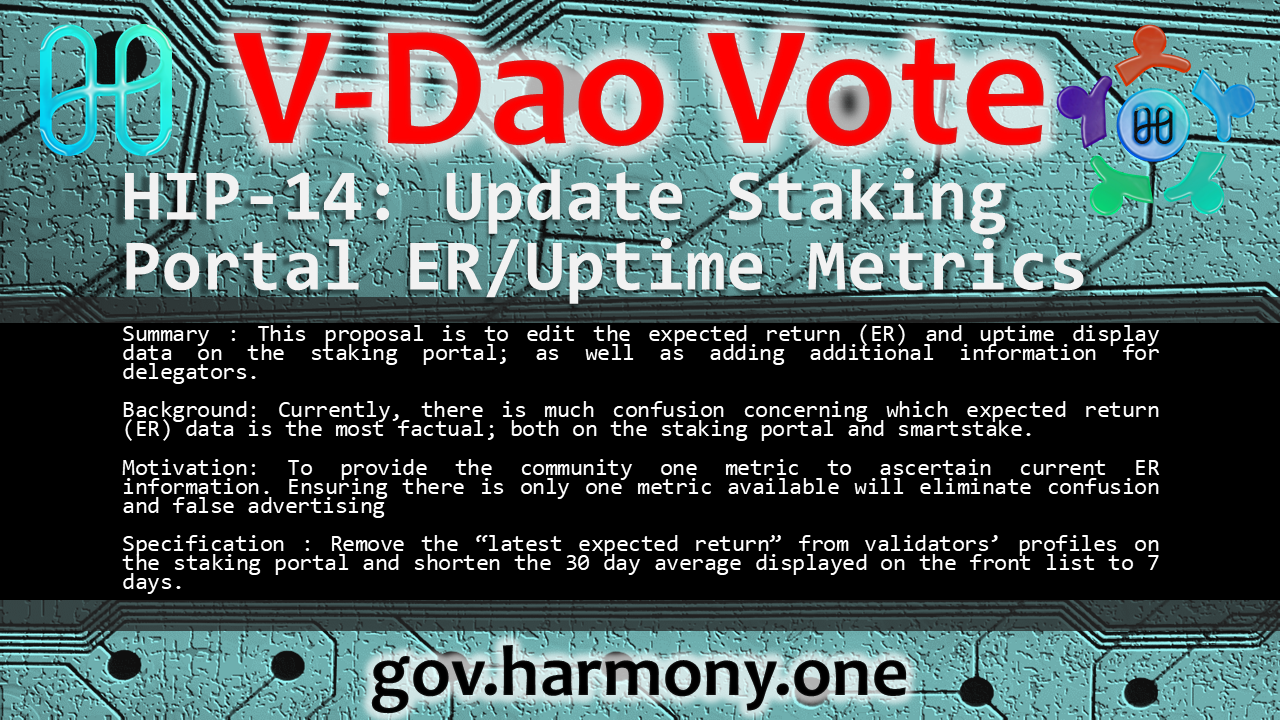 V-Dao Vote
HIP-14: Update Staking
Portal ER/Uptime Metrics
Summary : This proposal is to edit the expected return (ER) and uptime display
data on the staking portal; as well as adding additional information for
delegators.
Background: Currently, there is much confusion concerning which expected return
(ER) data is the most factual; both on the staking portal and smartstake.
Motivation: To provide the community one metric to ascertain current ER
information. Ensuring there is only one metric available will eliminate confusion
and false advertising
Specification : Remove the “latest expected return” from validators’ profiles on
the staking portal and shorten the 30 day average displayed on the front list to 7
days.
gov.harmony.one